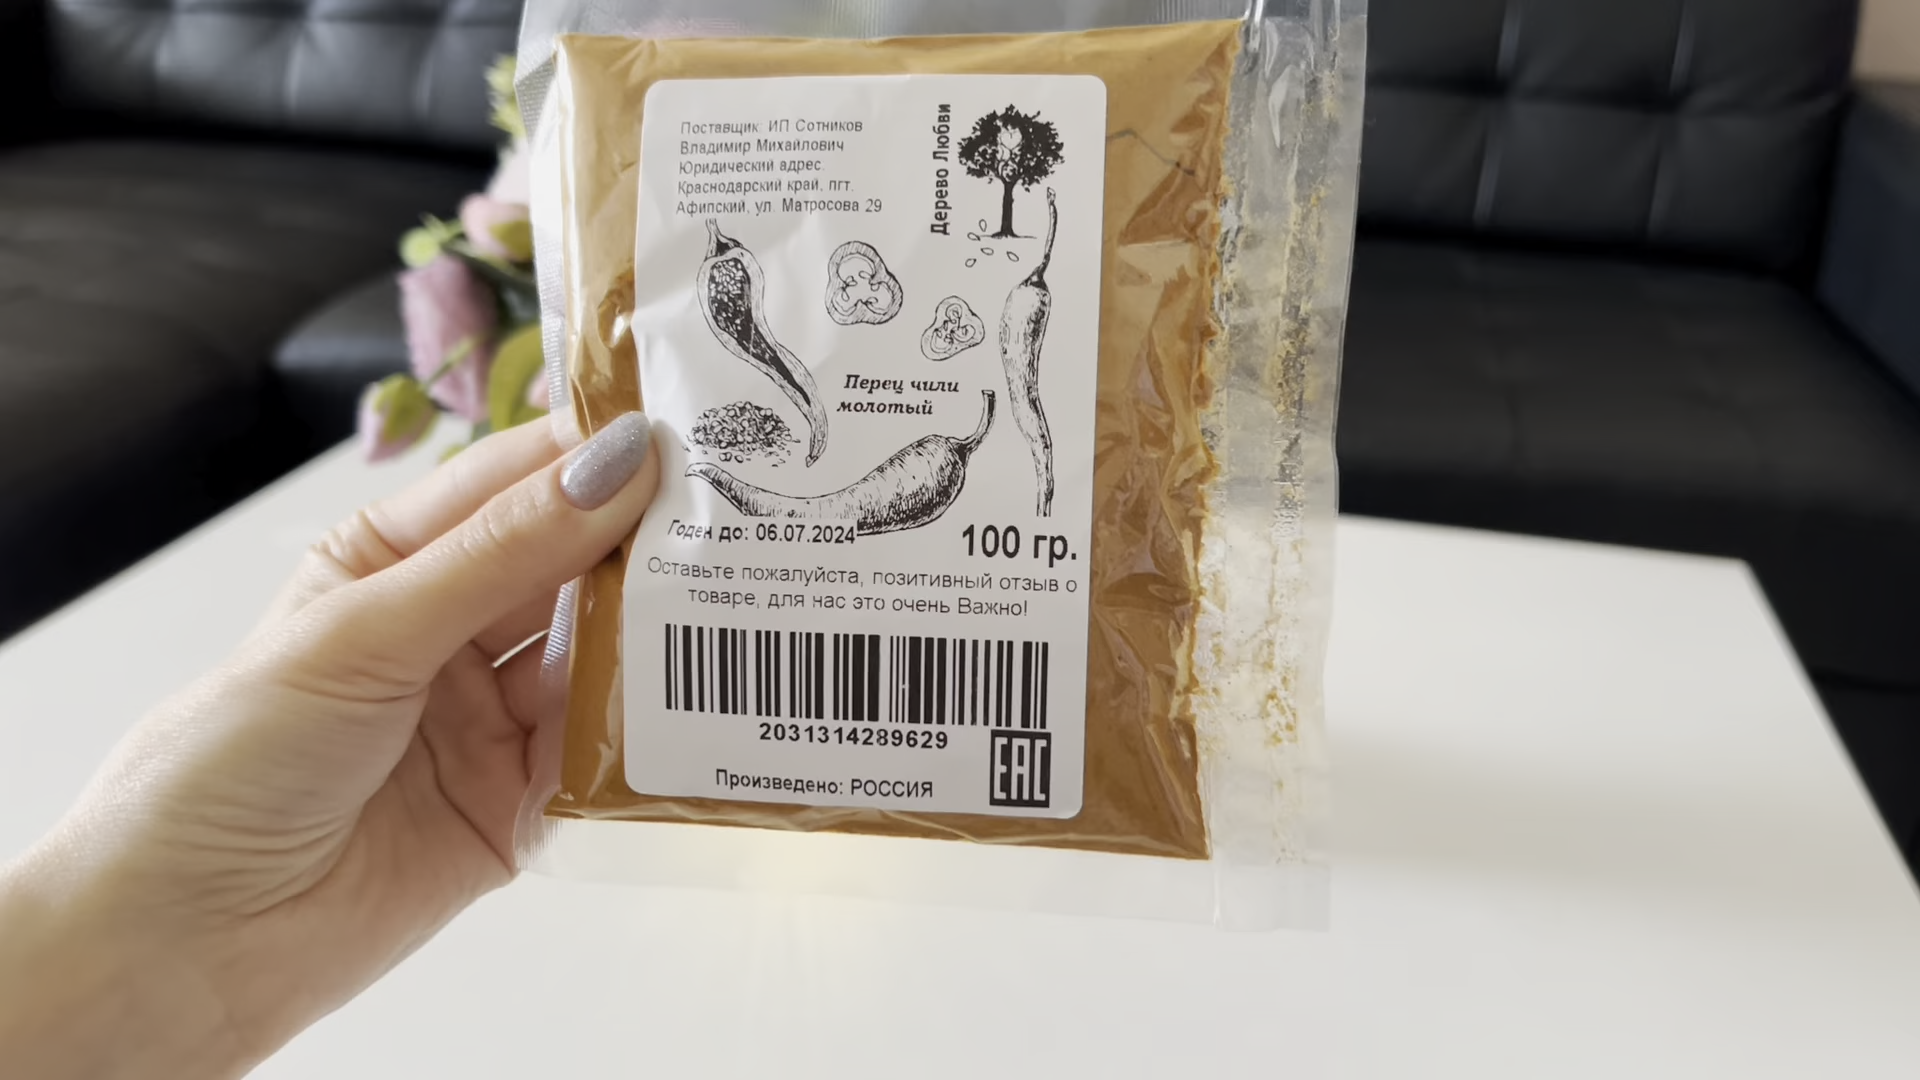 Поставщик: ИП Сотников
Владимир Михайлович
Юридический адрес.
Краснодарский край, пгт.
Афипский, ул. Матросова 29
Дерево Любви
Перец чили
молотый
Годен до: 06.07.2024
100 гр.
Оставьте пожалуйста, позитивный отзыв о
товаре, для нас это очень Важно!
2031314289629
EAC
Произведено: РОССИЯ